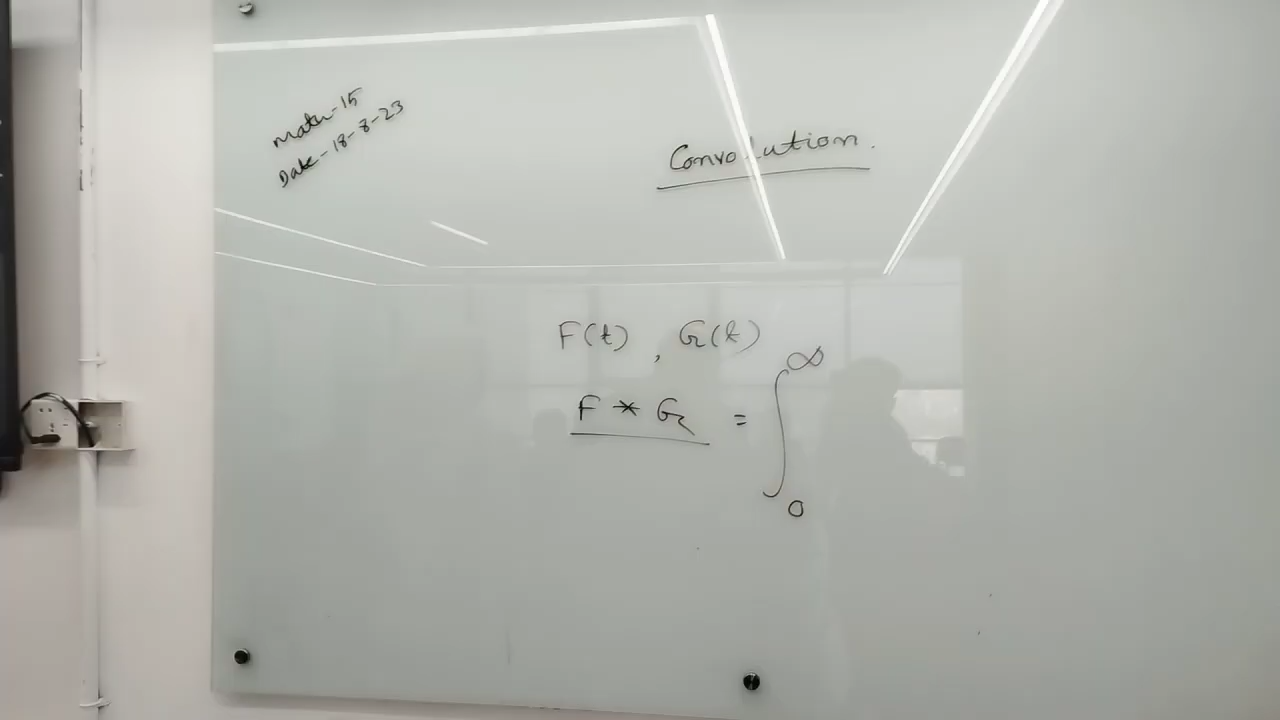 Math-15
Date-18-8-23
Convolution.
F(t), G(t)
F * G = ∫₀^∞